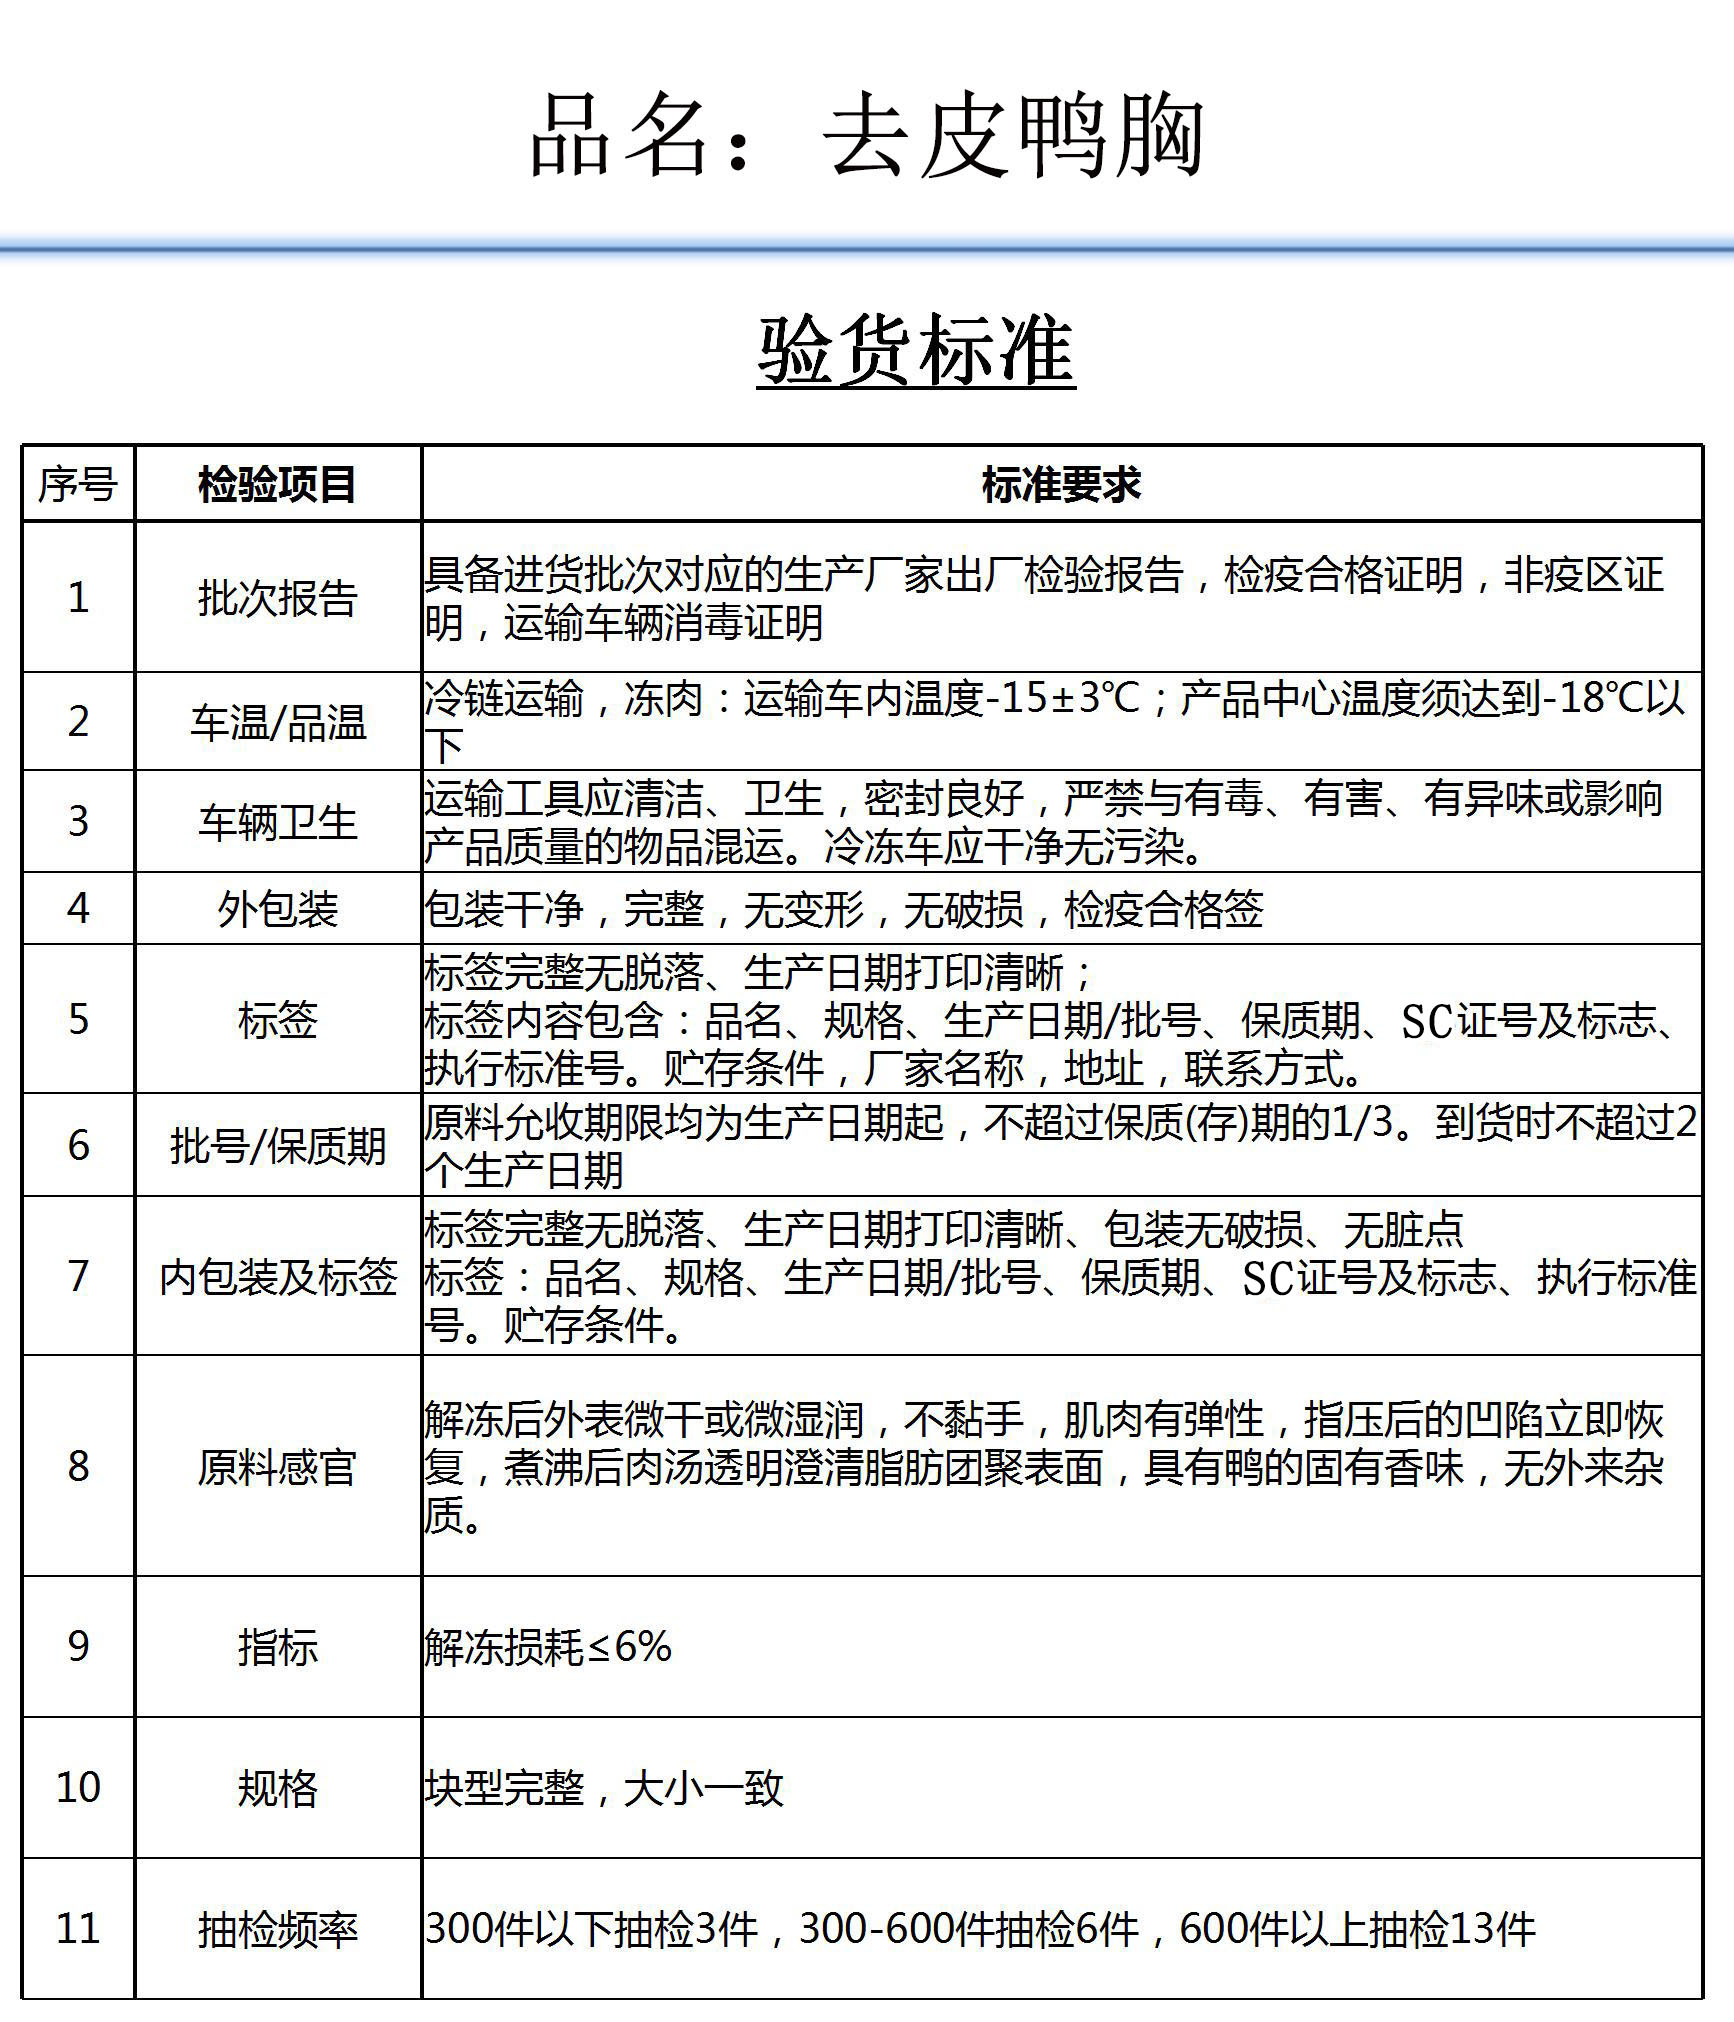 品名：去皮鸭胸
验货标准
序号 检验项目 标准要求
1 批次报告 具备进货批次对应的生产厂家出厂检验报告，检疫合格证明，非疫区证
明，运输车辆消毒证明
2 车温/品温 冷链运输，冻肉：运输车内温度-15±3℃；产品中心温度须达到-18℃以
下
3 车辆卫生 运输工具应清洁、卫生，密封良好，严禁与有毒、有害、有异味或影响
产品质量的物品混运。冷冻车应干净无污染。
4 外包装 包装干净，完整，无变形，无破损，检疫合格签
5 标签 标签完整无脱落、生产日期打印清晰；
标签内容包含：品名、规格、生产日期/批号、保质期、SC证号及标志、
执行标准号。贮存条件，厂家名称，地址，联系方式。
6 批号/保质期 原料允收期限均为生产日期起，不超过保质(存)期的1/3。到货时不超过2
个生产日期
7 内包装及标签 标签完整无脱落、生产日期打印清晰、包装无破损、无脏点
标签：品名、规格、生产日期/批号、保质期、SC证号及标志、执行标准
号。贮存条件。
8 原料感官 解冻后外表微干或微湿润，不黏手，肌肉有弹性，指压后的凹陷立即恢
复，煮沸后肉汤透明澄清脂肪团聚表面，具有鸭的固有香味，无外来杂
质。
9 指标 解冻损耗≤6%
10 规格 块型完整，大小一致
11 抽检频率 300件以下抽检3件，300-600件抽检6件，600件以上抽检13件